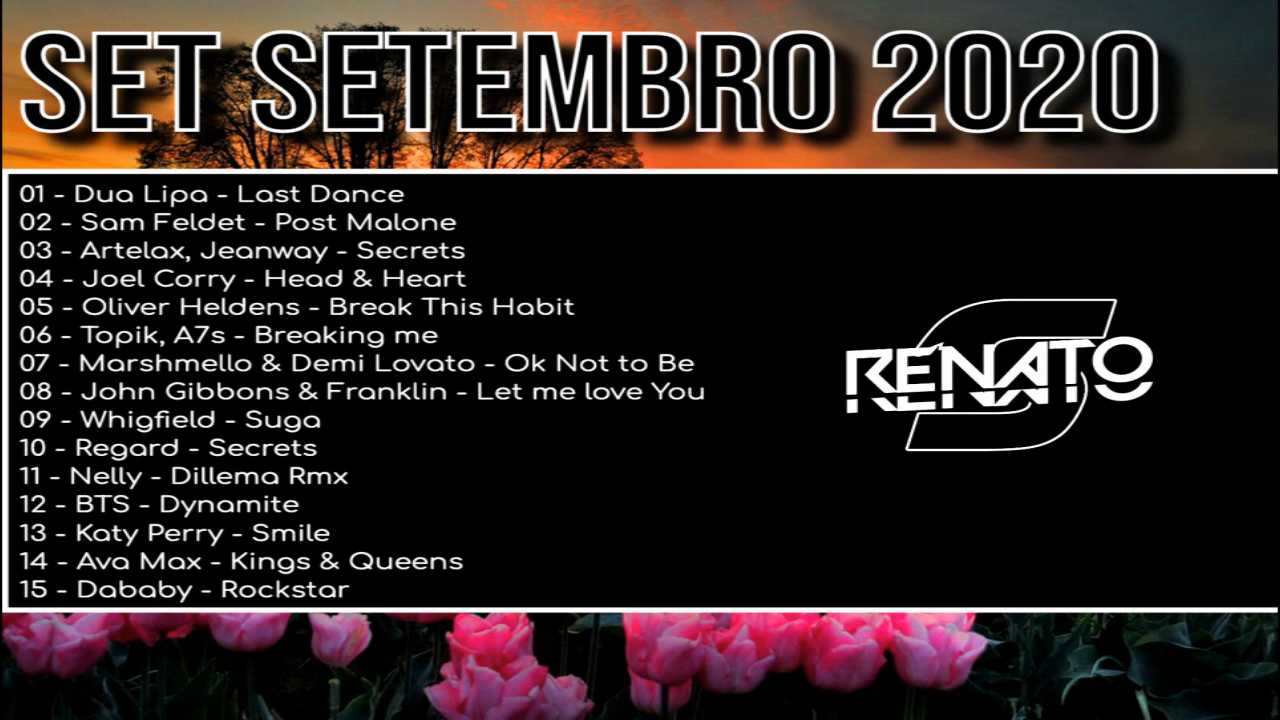 SET SETEMBRO 2020
01 - Dua Lipa - Last Dance
02 - Sam Feldet - Post Malone
03 - Artelax, Jeanway - Secrets
04 - Joel Corry - Head & Heart
05 - Oliver Heldens - Break This Habit
06 - Topik, A7s - Breaking me
07 - Marshmello & Demi Lovato - Ok Not to Be
08 - John Gibbons & Franklin - Let me love You
09 - Whigfield - Suga
10 - Regard - Secrets
11 - Nelly - Dillema Rmx
12 - BTS - Dynamite
13 - Katy Perry - Smile
14 - Ava Max - Kings & Queens
15 - Dababy - Rockstar
RENATO
S